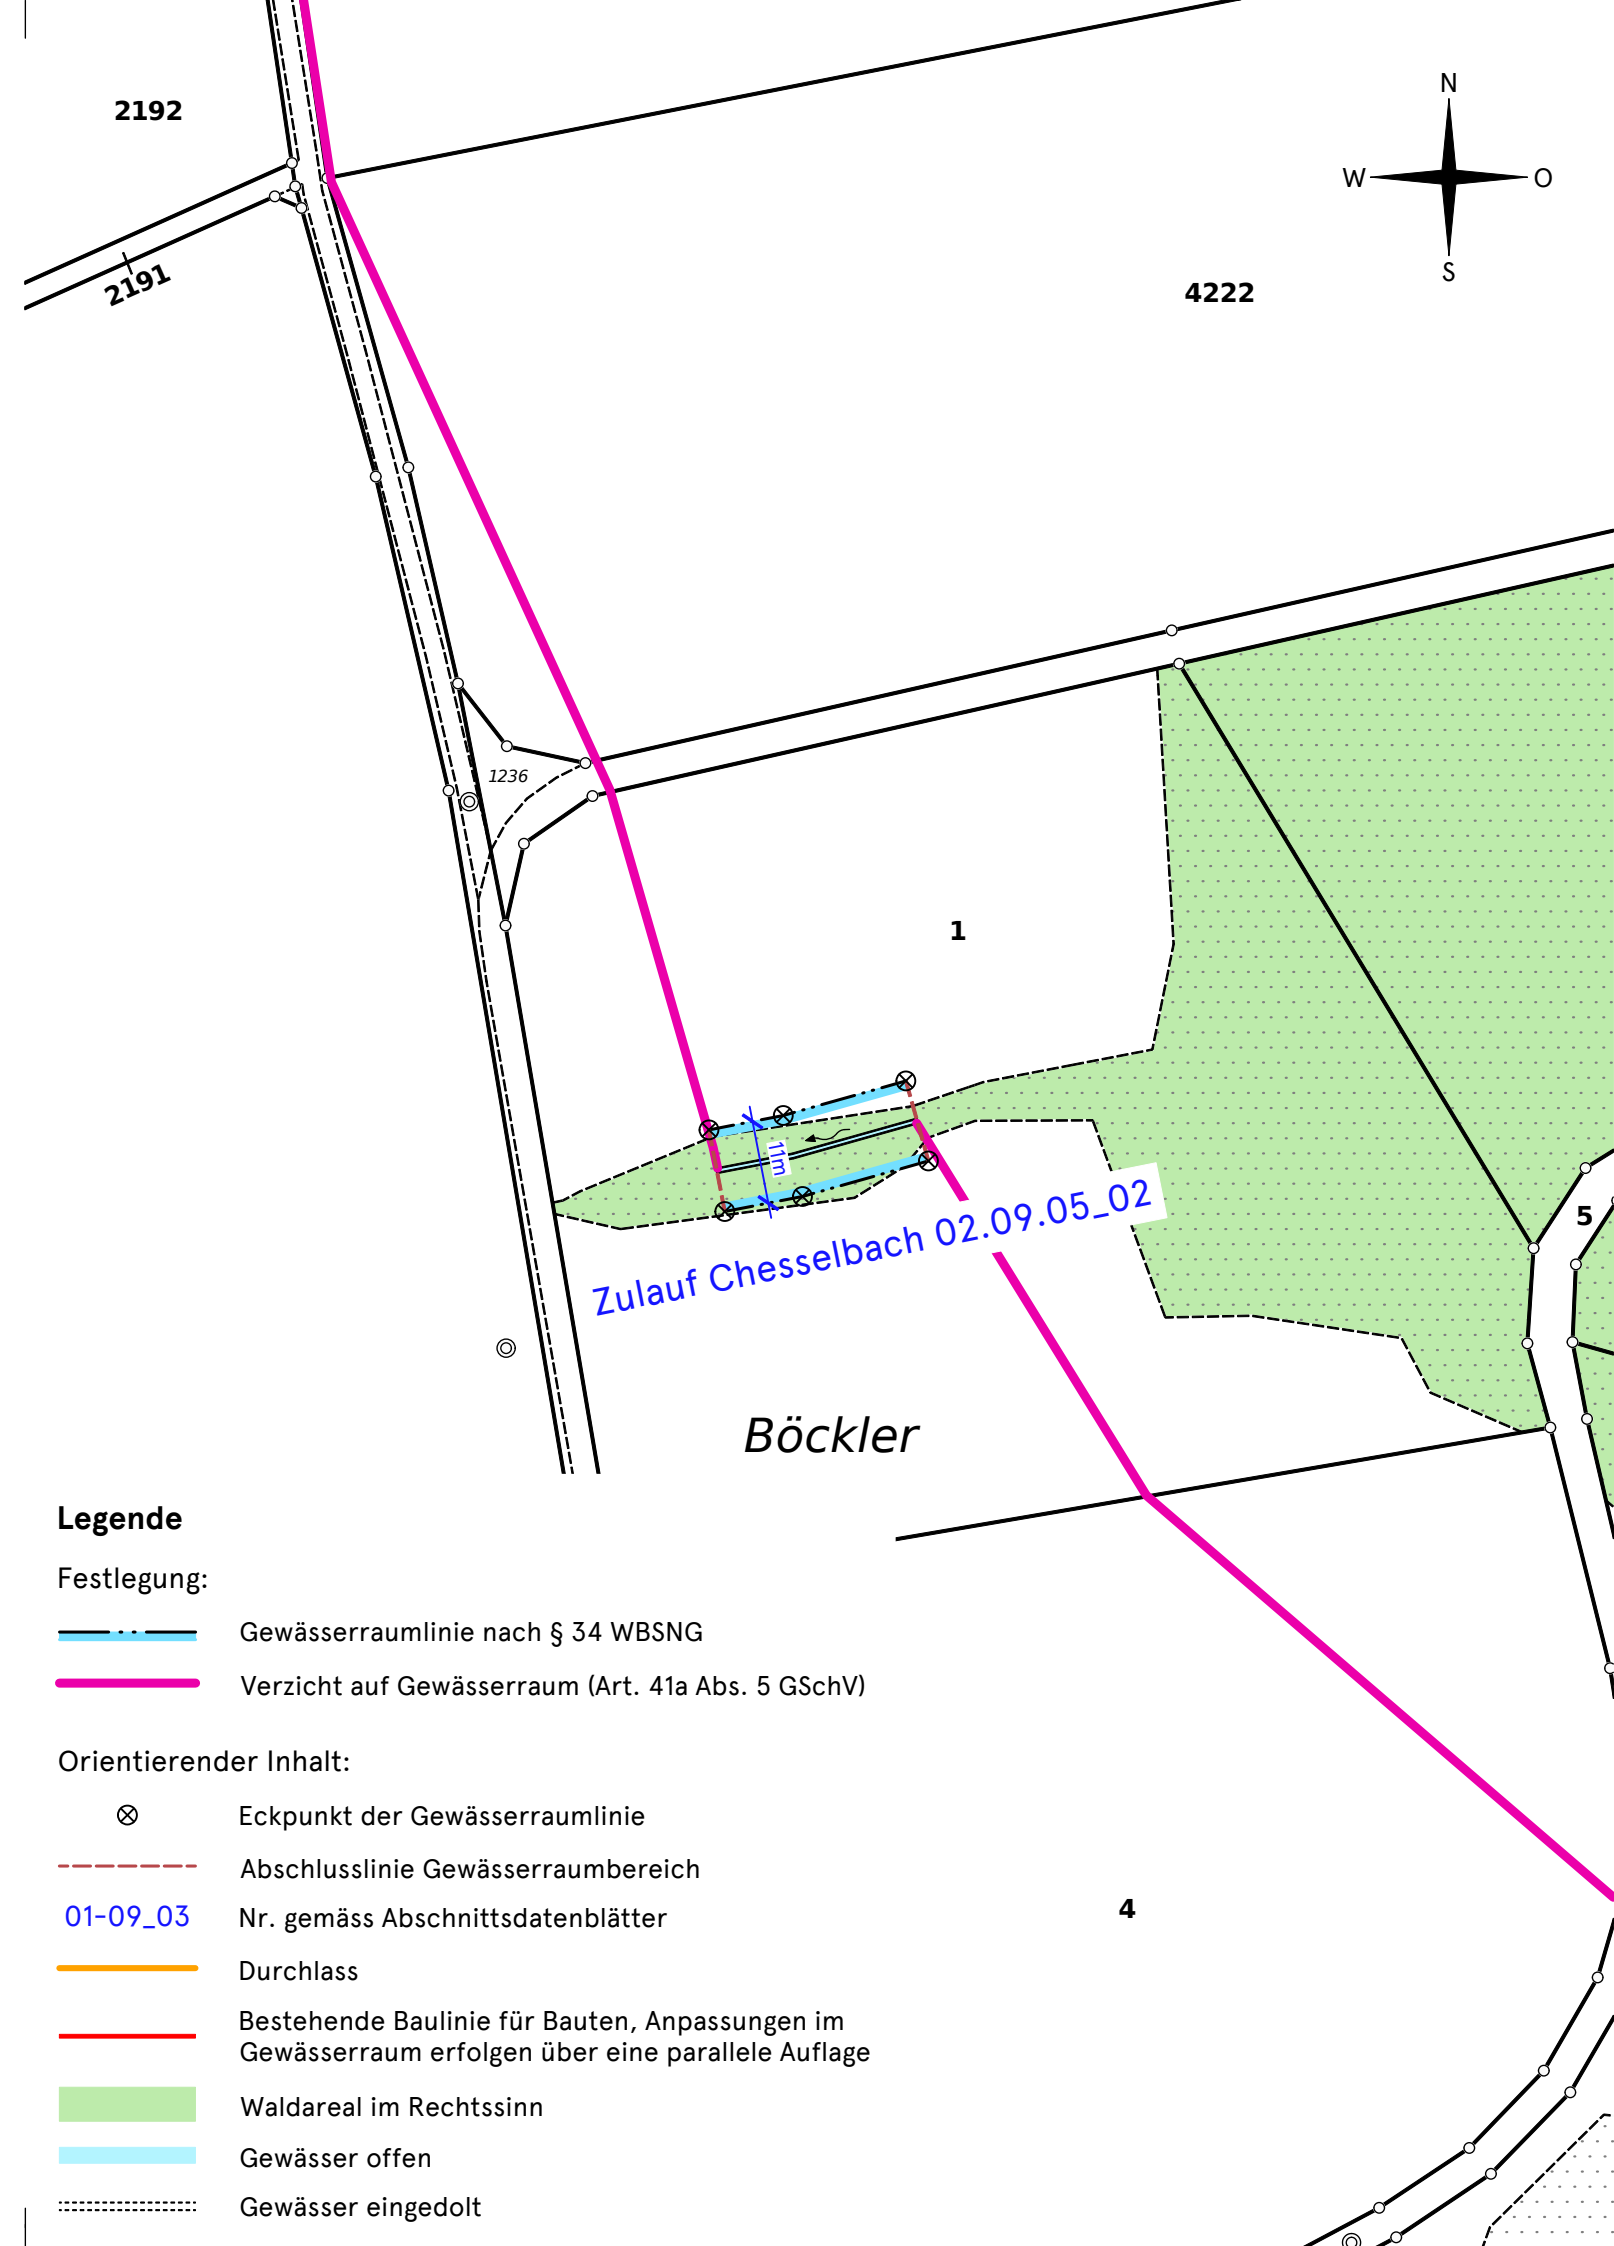 N
2192
W
O
S
2191
4222
1236
1
11m
Zulauf Chesselbach 02.09.05_02
5
Böckler
Legende
Festlegung:
Gewässerraumlinie nach § 34 WBSNG
Verzicht auf Gewässerraum (Art. 41a Abs. 5 GSchV)
Orientierender Inhalt:
Eckpunkt der Gewässerraumlinie
Abschlusslinie Gewässerraumbereich
01-09_03 Nr. gemäss Abschnittsdatenblätter
4
Durchlass
Bestehende Baulinie für Bauten, Anpassungen im
Gewässerraum erfolgen über eine parallele Auflage
Waldareal im Rechtssinn
Gewässer offen
Gewässer eingedolt